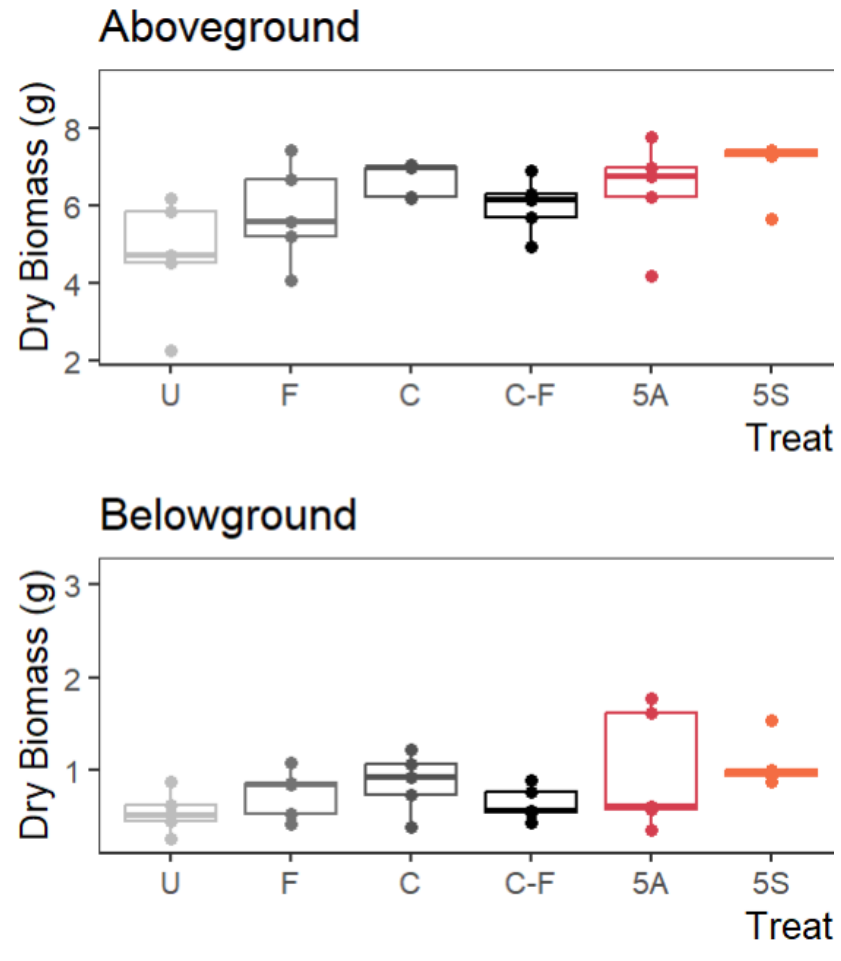 Aboveground
Dry Biomass (g)
8
6
4
2
U F C C-F 5A 5S
Treat
Belowground
Dry Biomass (g)
3
2
1
U F C C-F 5A 5S
Treat